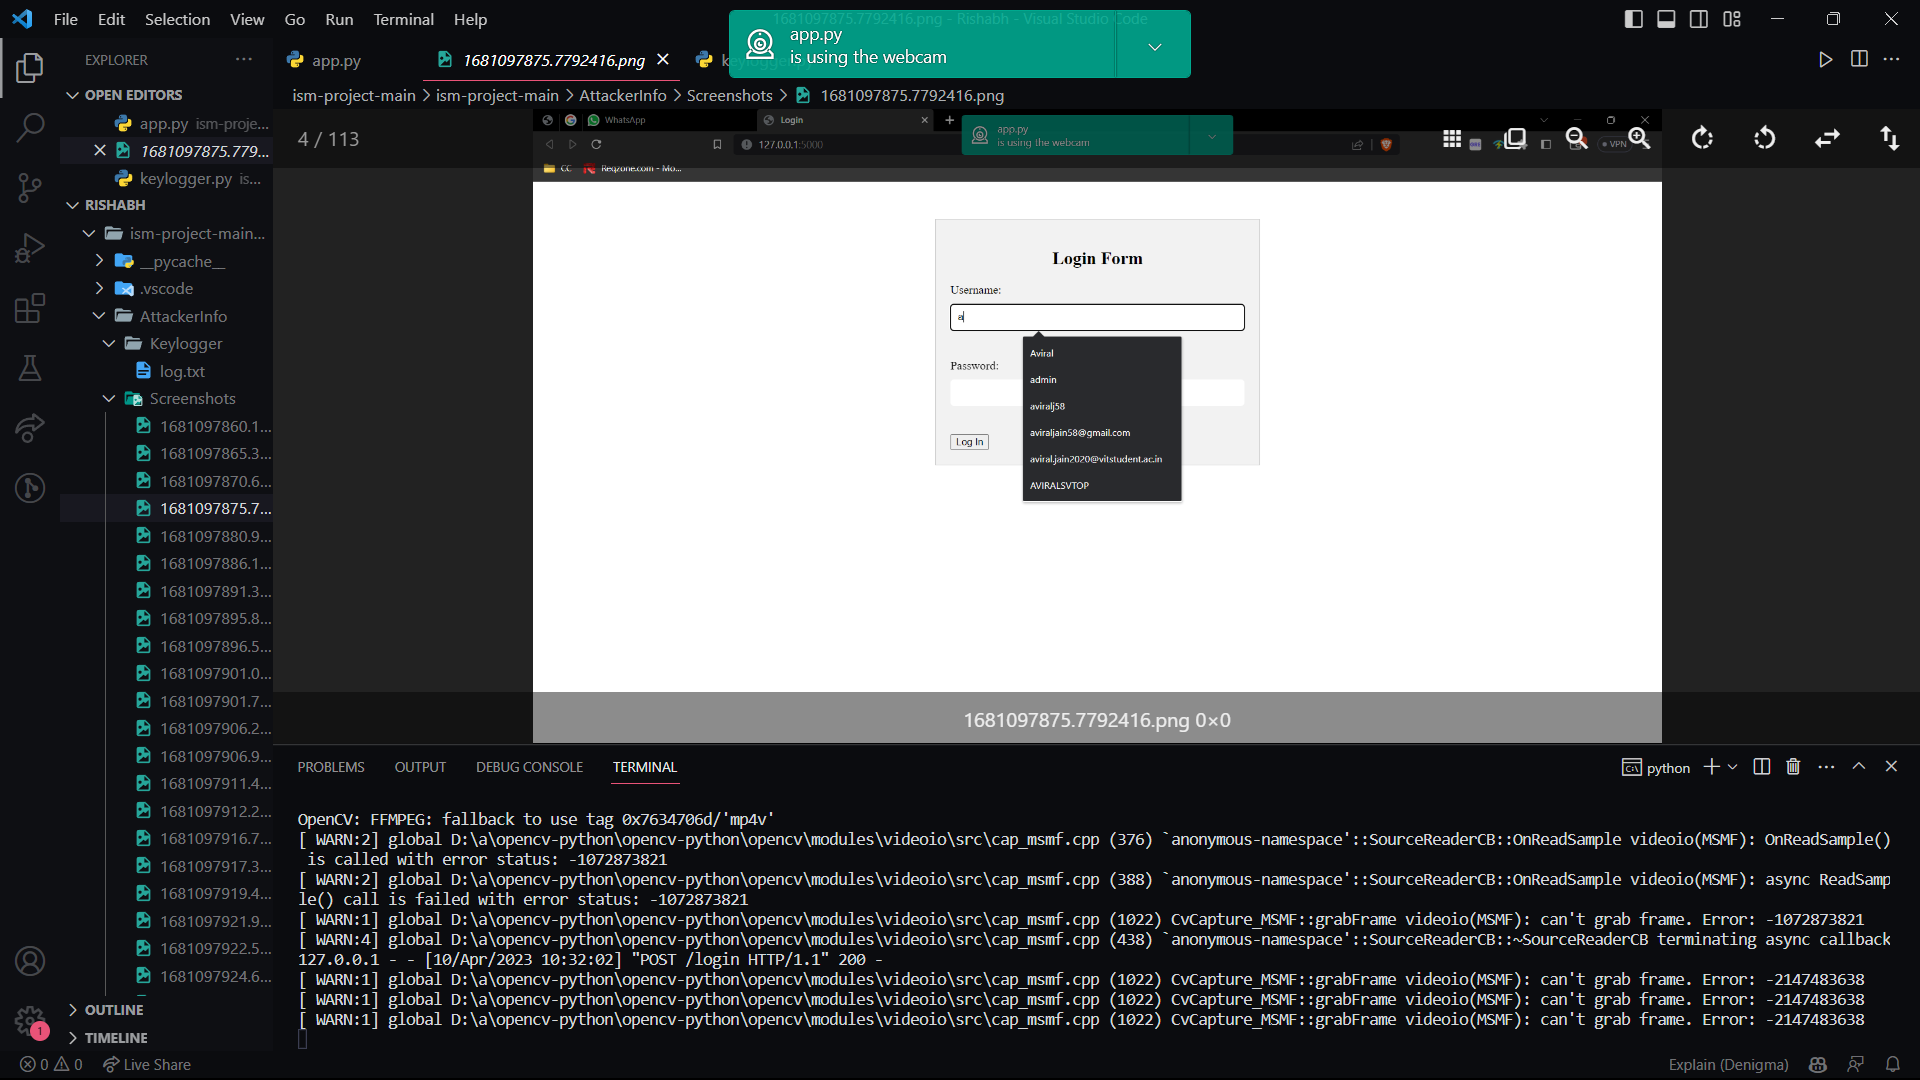 File Edit Selection View Go Run Terminal Help
1681097875.7792416.png - Rishabh - Visual Studio Code
app.py
is using the webcam
EXPLORER
app.py
1681097875.7792416.png
OPEN EDITORS
app.py ism-proje...
1681097875.779...
keylogger.py is...
RISHABH
ism-project-main...
__pycache__
.vscode
AttackerInfo
Keylogger
log.txt
Screenshots
1681097860.1...
1681097865.3...
1681097870.6...
1681097875.7...
1681097880.9...
1681097886.1...
1681097891.3...
1681097895.8...
1681097896.5...
1681097901.0...
1681097901.7...
1681097906.2...
1681097906.9...
1681097911.4...
1681097912.2...
1681097916.7...
1681097917.3...
1681097919.4...
1681097921.9...
1681097922.5...
1681097924.6...
OUTLINE
TIMELINE
ism-project-main > ism-project-main > AttackerInfo > Screenshots > 1681097875.7792416.png
4 / 113
WhatsApp
Login
app.py
is using the webcam
127.0.0.1:5000
VPN
CC
Reqzone.com - Mo...
Login Form
Username:
a
Aviral
Password:
admin
aviralj58
aviraljain58@gmail.com
Log In
aviral.jain2020@vitstudent.ac.in
AVIRALSVTOP
1681097875.7792416.png 0×0
PROBLEMS OUTPUT DEBUG CONSOLE TERMINAL
python
OpenCV: FFMPEG: fallback to use tag 0x7634706d/'mp4v'
[ WARN:2] global D:\a\opencv-python\opencv-python\opencv\modules\videoio\src\cap_msmf.cpp (376) `anonymous-namespace'::SourceReaderCB::OnReadSample videoio(MSMF): OnReadSample()
is called with error status: -1072873821
[ WARN:2] global D:\a\opencv-python\opencv-python\opencv\modules\videoio\src\cap_msmf.cpp (388) `anonymous-namespace'::SourceReaderCB::OnReadSample videoio(MSMF): async ReadSamp
le() call is failed with error status: -1072873821
[ WARN:1] global D:\a\opencv-python\opencv-python\opencv\modules\videoio\src\cap_msmf.cpp (1022) CvCapture_MSMF::grabFrame videoio(MSMF): can't grab frame. Error: -1072873821
[ WARN:4] global D:\a\opencv-python\opencv-python\opencv\modules\videoio\src\cap_msmf.cpp (438) `anonymous-namespace'::SourceReaderCB::~SourceReaderCB terminating async callback
127.0.0.1 - - [10/Apr/2023 10:32:02] "POST /login HTTP/1.1" 200 -
[ WARN:1] global D:\a\opencv-python\opencv-python\opencv\modules\videoio\src\cap_msmf.cpp (1022) CvCapture_MSMF::grabFrame videoio(MSMF): can't grab frame. Error: -2147483638
[ WARN:1] global D:\a\opencv-python\opencv-python\opencv\modules\videoio\src\cap_msmf.cpp (1022) CvCapture_MSMF::grabFrame videoio(MSMF): can't grab frame. Error: -2147483638
[ WARN:1] global D:\a\opencv-python\opencv-python\opencv\modules\videoio\src\cap_msmf.cpp (1022) CvCapture_MSMF::grabFrame videoio(MSMF): can't grab frame. Error: -2147483638
1
0 0 Live Share
Explain (Denigma)